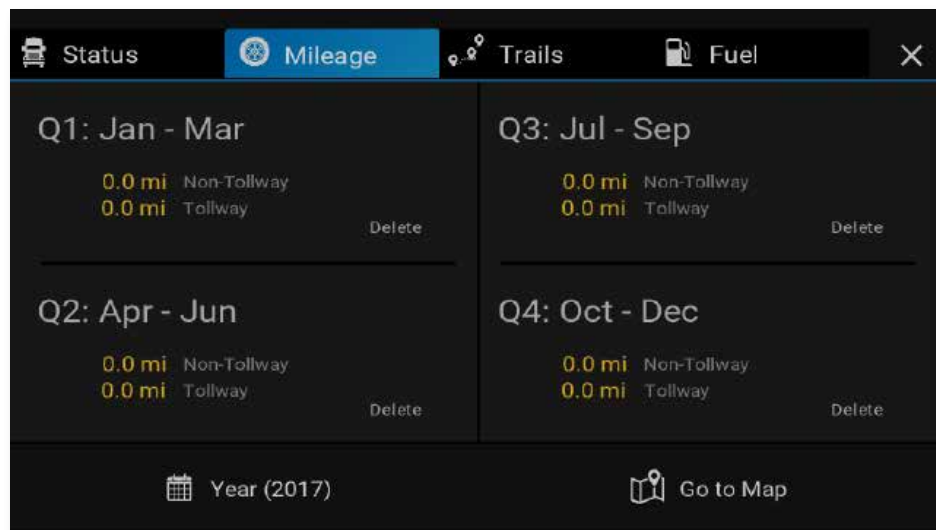 Status Mileage Trails Fuel
Q1: Jan - Mar
0.0 mi Non-Tollway
0.0 mi Tollway
Delete
Q3: Jul - Sep
0.0 mi Non-Tollway
0.0 mi Tollway
Delete
Q2: Apr - Jun
0.0 mi Non-Tollway
0.0 mi Tollway
Delete
Q4: Oct - Dec
0.0 mi Non-Tollway
0.0 mi Tollway
Delete
Year (2017) Go to Map